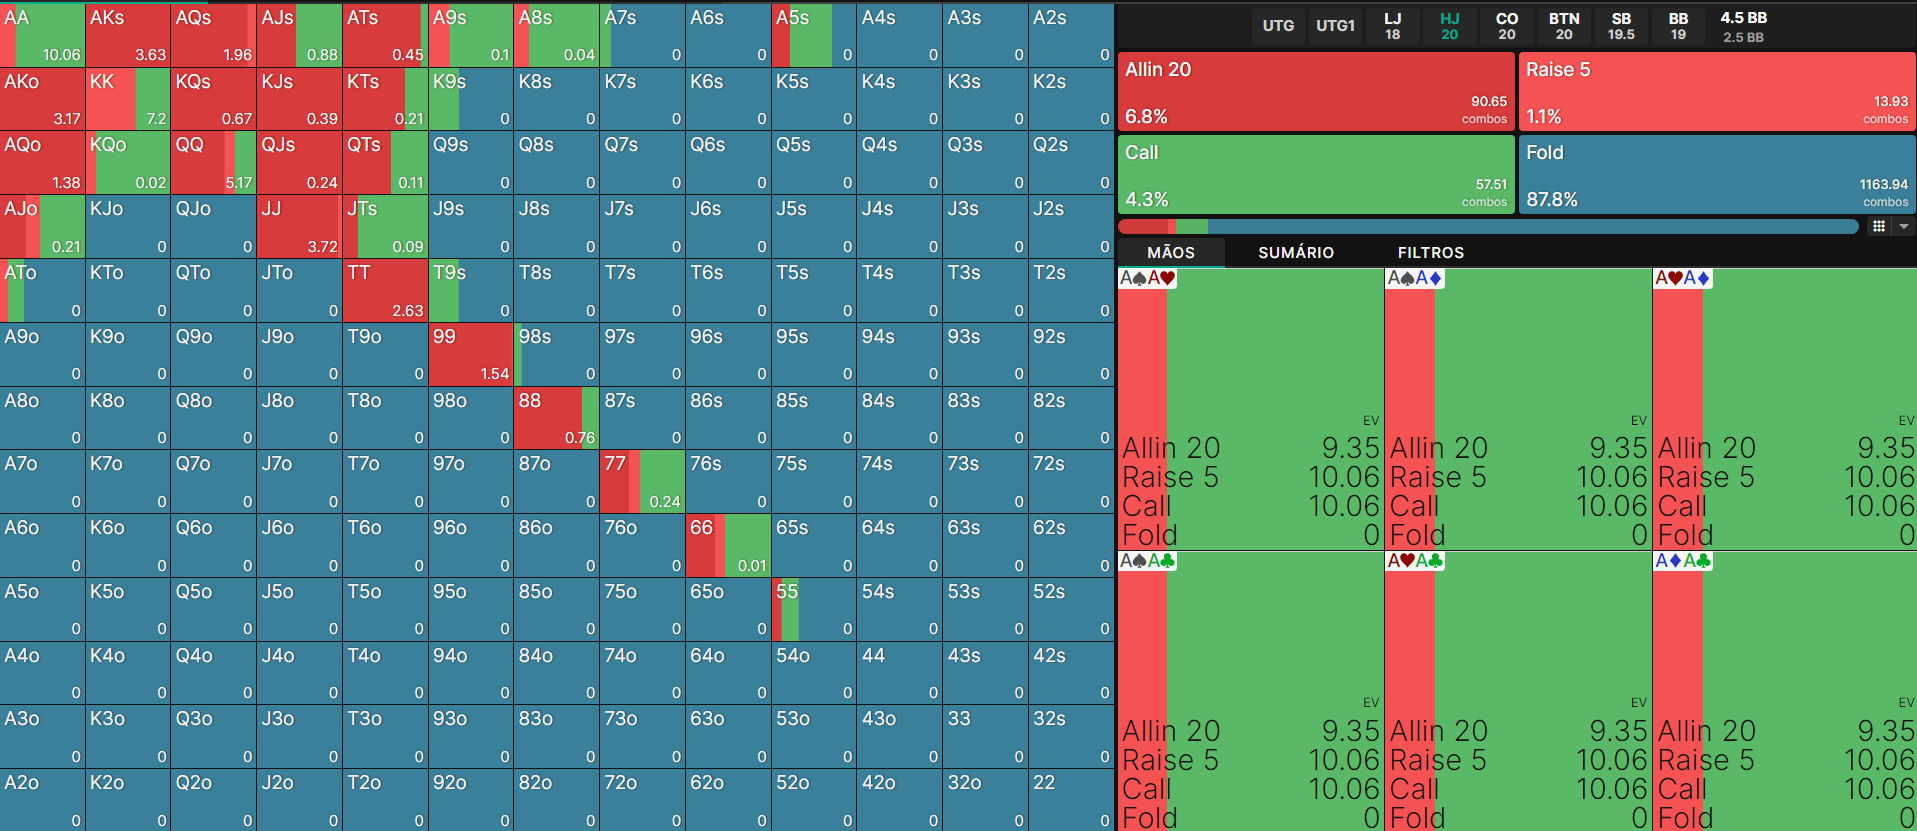 AA AKs AQs AJs ATs A9s A8s A7s A6s A5s A4s A3s A2s
10.06 3.63 1.96 0.88 0.45 0.1 0.04 0 0 0 0 0 0
AKo KK KQs KJs KTs K9s K8s K7s K6s K5s K4s K3s K2s
3.17 7.2 0.67 0.39 0.21 0 0 0 0 0 0 0 0
AQo KQo QQ QJs QTs Q9s Q8s Q7s Q6s Q5s Q4s Q3s Q2s
1.38 0.02 5.17 0.24 0.11 0 0 0 0 0 0 0 0
AJo KJo QJo JJ JTs J9s J8s J7s J6s J5s J4s J3s J2s
0.21 0 0 3.72 0.09 0 0 0 0 0 0 0 0
ATo KTo QTo JTo TT T9s T8s T7s T6s T5s T4s T3s T2s
0 0 0 0 2.63 0 0 0 0 0 0 0 0
A9o K9o Q9o J9o T9o 99 98s 97s 96s 95s 94s 93s 92s
0 0 0 0 0 1.54 0 0 0 0 0 0 0
A8o K8o Q8o J8o T8o 98o 88 87s 86s 85s 84s 83s 82s
0 0 0 0 0 0 0.76 0 0 0 0 0 0
A7o K7o Q7o J7o T7o 97o 87o 77 76s 75s 74s 73s 72s
0 0 0 0 0 0 0 0.24 0 0 0 0 0
A6o K6o Q6o J6o T6o 96o 86o 76o 66 65s 64s 63s 62s
0 0 0 0 0 0 0 0 0.01 0 0 0 0
A5o K5o Q5o J5o T5o 95o 85o 75o 65o 55 54s 53s 52s
0 0 0 0 0 0 0 0 0 0 0 0 0
A4o K4o Q4o J4o T4o 94o 84o 74o 64o 54o 44 43s 42s
0 0 0 0 0 0 0 0 0 0 0 0 0
A3o K3o Q3o J3o T3o 93o 83o 73o 63o 53o 43o 33 32s
0 0 0 0 0 0 0 0 0 0 0 0 0
A2o K2o Q2o J2o T2o 92o 82o 72o 62o 52o 42o 32o 22
0 0 0 0 0 0 0 0 0 0 0 0 0
UTG UTG1 LJ HJ CO BTN SB BB 4.5 BB
18 20 20 20 19.5 19 2.5 BB
Allin 20 Raise 5
90.65 13.93
6.8% combos 1.1% combos
Call Fold
57.51 1163.94
4.3% combos 87.8% combos
MÃOS SUMÁRIO FILTROS
A♠A♥ A♠A♦ A♥A♦
EV EV EV
Allin 20 9.35 Allin 20 9.35 Allin 20 9.35
Raise 5 10.06 Raise 5 10.06 Raise 5 10.06
Call 10.06 Call 10.06 Call 10.06
Fold 0 Fold 0 Fold 0
A♠A♣ A♥A♣ A♦A♣
EV EV EV
Allin 20 9.35 Allin 20 9.35 Allin 20 9.35
Raise 5 10.06 Raise 5 10.06 Raise 5 10.06
Call 10.06 Call 10.06 Call 10.06
Fold 0 Fold 0 Fold 0